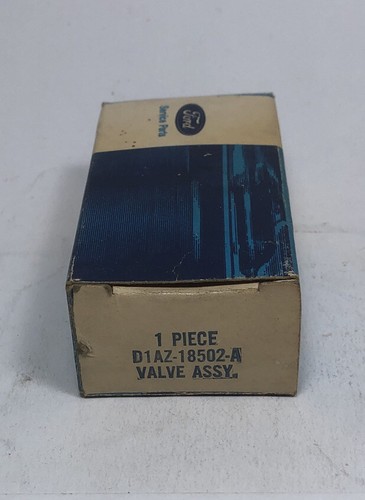 Ford
Service Parts
1 PIECE
D1AZ-18502-A
VALVE ASSY.